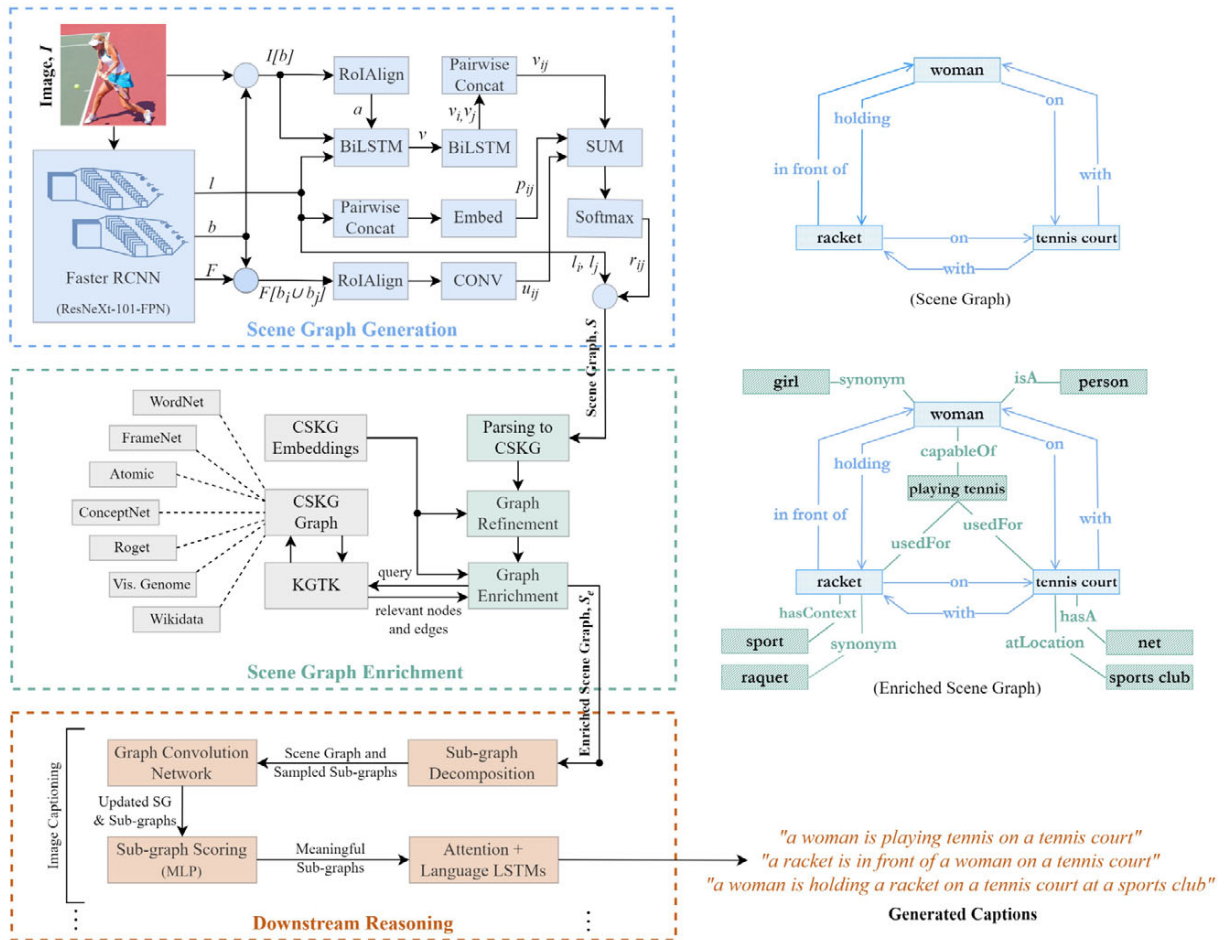 Image, I
I[b]
RoIAlign
Pairwise
Concat
v_ij
a
v_i,v_j
BiLSTM
v
BiLSTM
SUM
l
p_ij
Pairwise
Concat
Embed
Softmax
b
Faster RCNN
(ResNeXt-101-FPN)
F
F[b_i∪b_j]
RoIAlign
CONV
u_ij
l_i, l_j
r_ij
Scene Graph Generation
Scene Graph, S
woman
on
holding
in front of
with
racket
on
tennis court
with
(Scene Graph)
WordNet
FrameNet
Atomic
ConceptNet
Roget
Vis. Genome
Wikidata
CSKG
Embeddings
CSKG
Graph
KGTK
Parsing to
CSKG
Graph
Refinement
Graph
Enrichment
query
relevant nodes
and edges
Scene Graph Enrichment
Enriched Scene Graph, S_e
girl
synonym
isA
person
woman
on
capableOf
holding
playing tennis
in front of
usedFor
with
usedFor
racket
on
tennis court
hasContext
with
hasA
sport
synonym
atLocation
net
raquet
sports club
(Enriched Scene Graph)
Image Captioning
Graph Convolution
Network
Scene Graph and
Sampled Sub-graphs
Sub-graph
Decomposition
Updated SG
& Sub-graphs
Sub-graph Scoring
(MLP)
Meaningful
Sub-graphs
Attention +
Language LSTMs
Downstream Reasoning
"a woman is playing tennis on a tennis court"
"a racket is in front of a woman on a tennis court"
"a woman is holding a racket on a tennis court at a sports club"
Generated Captions